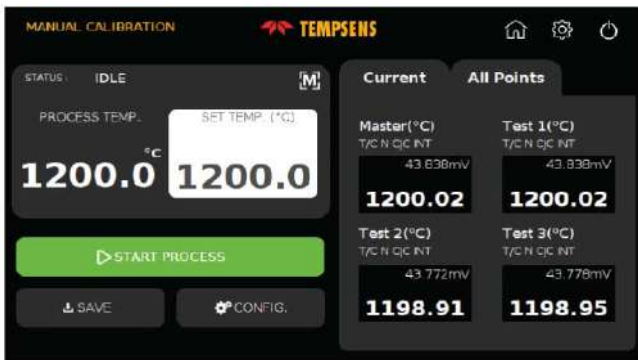 MANUAL CALIBRATION
TEMPSENS
STATUS : IDLE
[M]
PROCESS TEMP.
SET TEMP. (°C)
°C
1200.0
1200.0
START PROCESS
SAVE
CONFIG.
Current
All Points
Master(°C)
T/C N CJC INT
43.838mV
1200.02
Test 1(°C)
T/C N CJC INT
43.838mV
1200.02
Test 2(°C)
T/C N CJC INT
43.772mV
1198.91
Test 3(°C)
T/C N CJC INT
43.778mV
1198.95